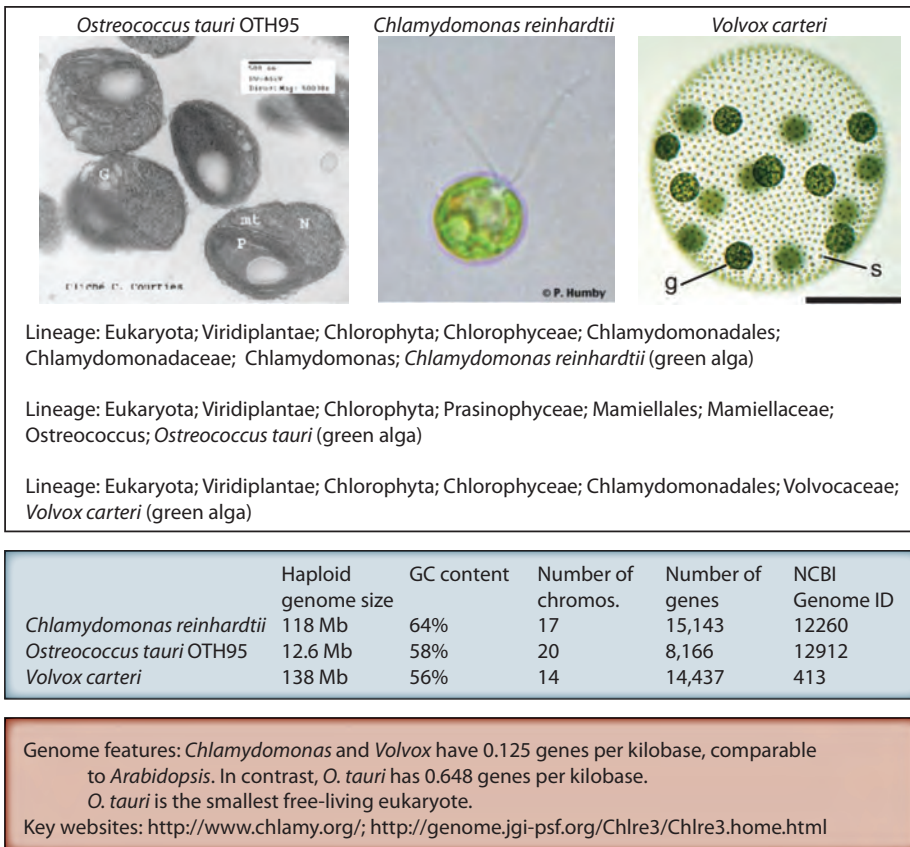 Ostreococcus tauri OTH95
Chlamydomonas reinhardtii
Volvox carteri
G
mt
N
P
Cliché C. Courties
© P. Humby
g
s
Lineage: Eukaryota; Viridiplantae; Chlorophyta; Chlorophyceae; Chlamydomonadales;
Chlamydomonadaceae; Chlamydomonas; Chlamydomonas reinhardtii (green alga)
Lineage: Eukaryota; Viridiplantae; Chlorophyta; Prasinophyceae; Mamiellales; Mamiellaceae;
Ostreococcus; Ostreococcus tauri (green alga)
Lineage: Eukaryota; Viridiplantae; Chlorophyta; Chlorophyceae; Chlamydomonadales; Volvocaceae;
Volvox carteri (green alga)
Haploid GC content Number of Number of NCBI
genome size chromos. genes Genome ID
Chlamydomonas reinhardtii 118 Mb 64% 17 15,143 12260
Ostreococcus tauri OTH95 12.6 Mb 58% 20 8,166 12912
Volvox carteri 138 Mb 56% 14 14,437 413
Genome features: Chlamydomonas and Volvox have 0.125 genes per kilobase, comparable
to Arabidopsis. In contrast, O. tauri has 0.648 genes per kilobase.
O. tauri is the smallest free-living eukaryote.
Key websites: http://www.chlamy.org/; http://genome.jgi-psf.org/Chlre3/Chlre3.home.html